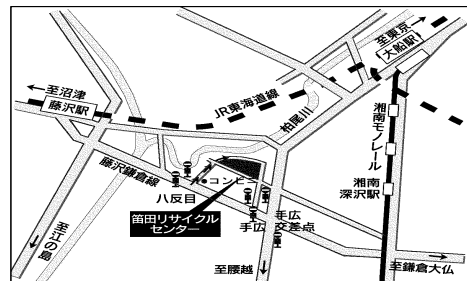 至東京
大船駅
至沼津
藤沢駅
JR東海道線
柏尾川
湘南モノレール
藤沢鎌倉線
コンビニ
湘南
深沢駅
八反目
笛田リサイクル
センター
手広
手広
交差点
至江の島
至腰越
至鎌倉大仏